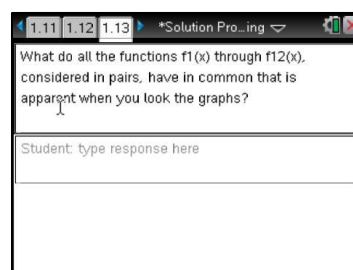 1.11 1.12 1.13 *Solution Pro…ing
What do all the functions f1(x) through f12(x),
considered in pairs, have in common that is
apparent when you look the graphs?
Student: type response here